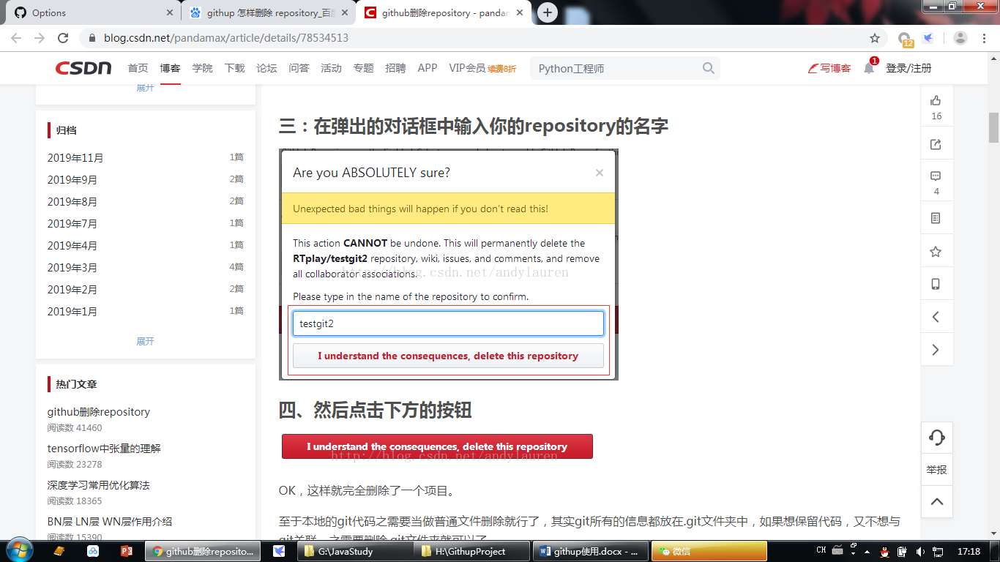 Options
githup 怎样删除 repository_百度
github删除repository - pandan
blog.csdn.net/pandamax/article/details/78534513
12
CSDN 首页 博客 学院 下载 论坛 问答 活动 专题 招聘 APP VIP会员 续费8折 Python工程师 写博客 1 登录/注册
展开
归档
2019年11月 1篇
2019年9月 2篇
2019年8月 2篇
2019年7月 1篇
2019年4月 1篇
2019年3月 4篇
2019年2月 2篇
2019年1月 1篇
展开
热门文章
github删除repository
阅读数 41460
tensorflow中张量的理解
阅读数 23278
深度学习常用优化算法
阅读数 18365
BN层 LN层 WN层作用介绍
阅读数 15390
三：在弹出的对话框中输入你的repository的名字
Are you ABSOLUTELY sure? ×
Unexpected bad things will happen if you don't read this!
This action CANNOT be undone. This will permanently delete the
RTplay/testgit2 repository, wiki, issues, and comments, and remove
all collaborator associations.
http://blog.csdn.net/andylauren
Please type in the name of the repository to confirm.
testgit2
I understand the consequences, delete this repository
四、然后点击下方的按钮
I understand the consequences, delete this repository
http://blog.csdn.net/andylauren
OK，这样就完全删除了一个项目。
至于本地的git代码之需要当做普通文件删除就行了，其实git所有的信息都放在.git文件夹中，如果想保留代码，又不想与
git关联，之需要删除.git文件夹就可以了
16
4
举报
github删除reposito...
G:\JavaStudy
H:\GithupProject
githup使用.docx - ...
微信
CH
17:18